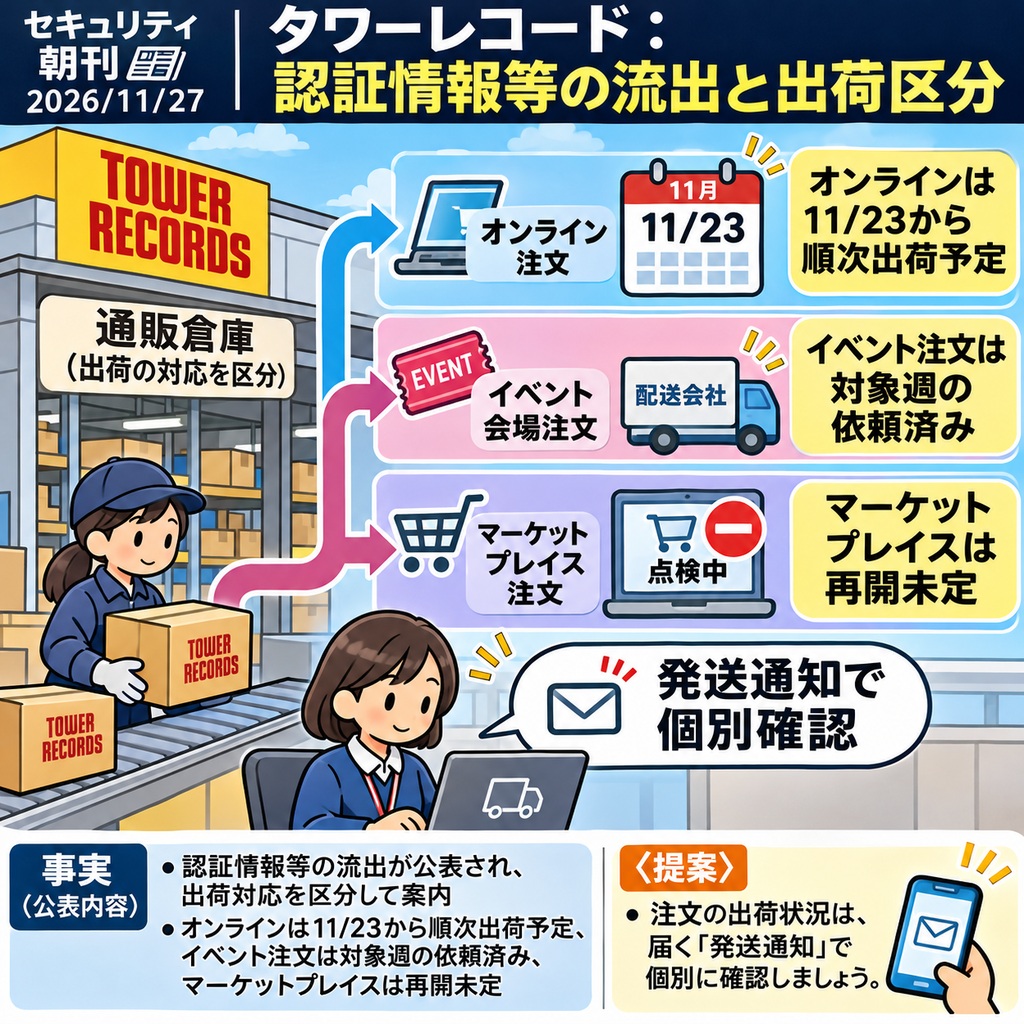 セキュリティ
朝刊
2026/11/27
タワーレコード：
認証情報等の流出と出荷区分
TOWER
RECORDS
通販倉庫
（出荷の対応を区分）
オンライン
注文
11月
11/23
オンラインは
11/23から
順次出荷予定
EVENT
イベント
会場注文
配送会社
イベント注文は
対象週の
依頼済み
マーケット
プレイス
注文
点検中
マーケット
プレイスは
再開未定
TOWER
RECORDS
TOWER
RECORDS
発送通知で
個別確認
事実
（公表内容）
• 認証情報等の流出が公表され、
出荷対応を区分して案内
• オンラインは11/23から順次出荷予定、
イベント注文は対象週の依頼済み、
マーケットプレイスは再開未定
〈提案〉
• 注文の出荷状況は、
届く「発送通知」で
個別に確認しましょう。